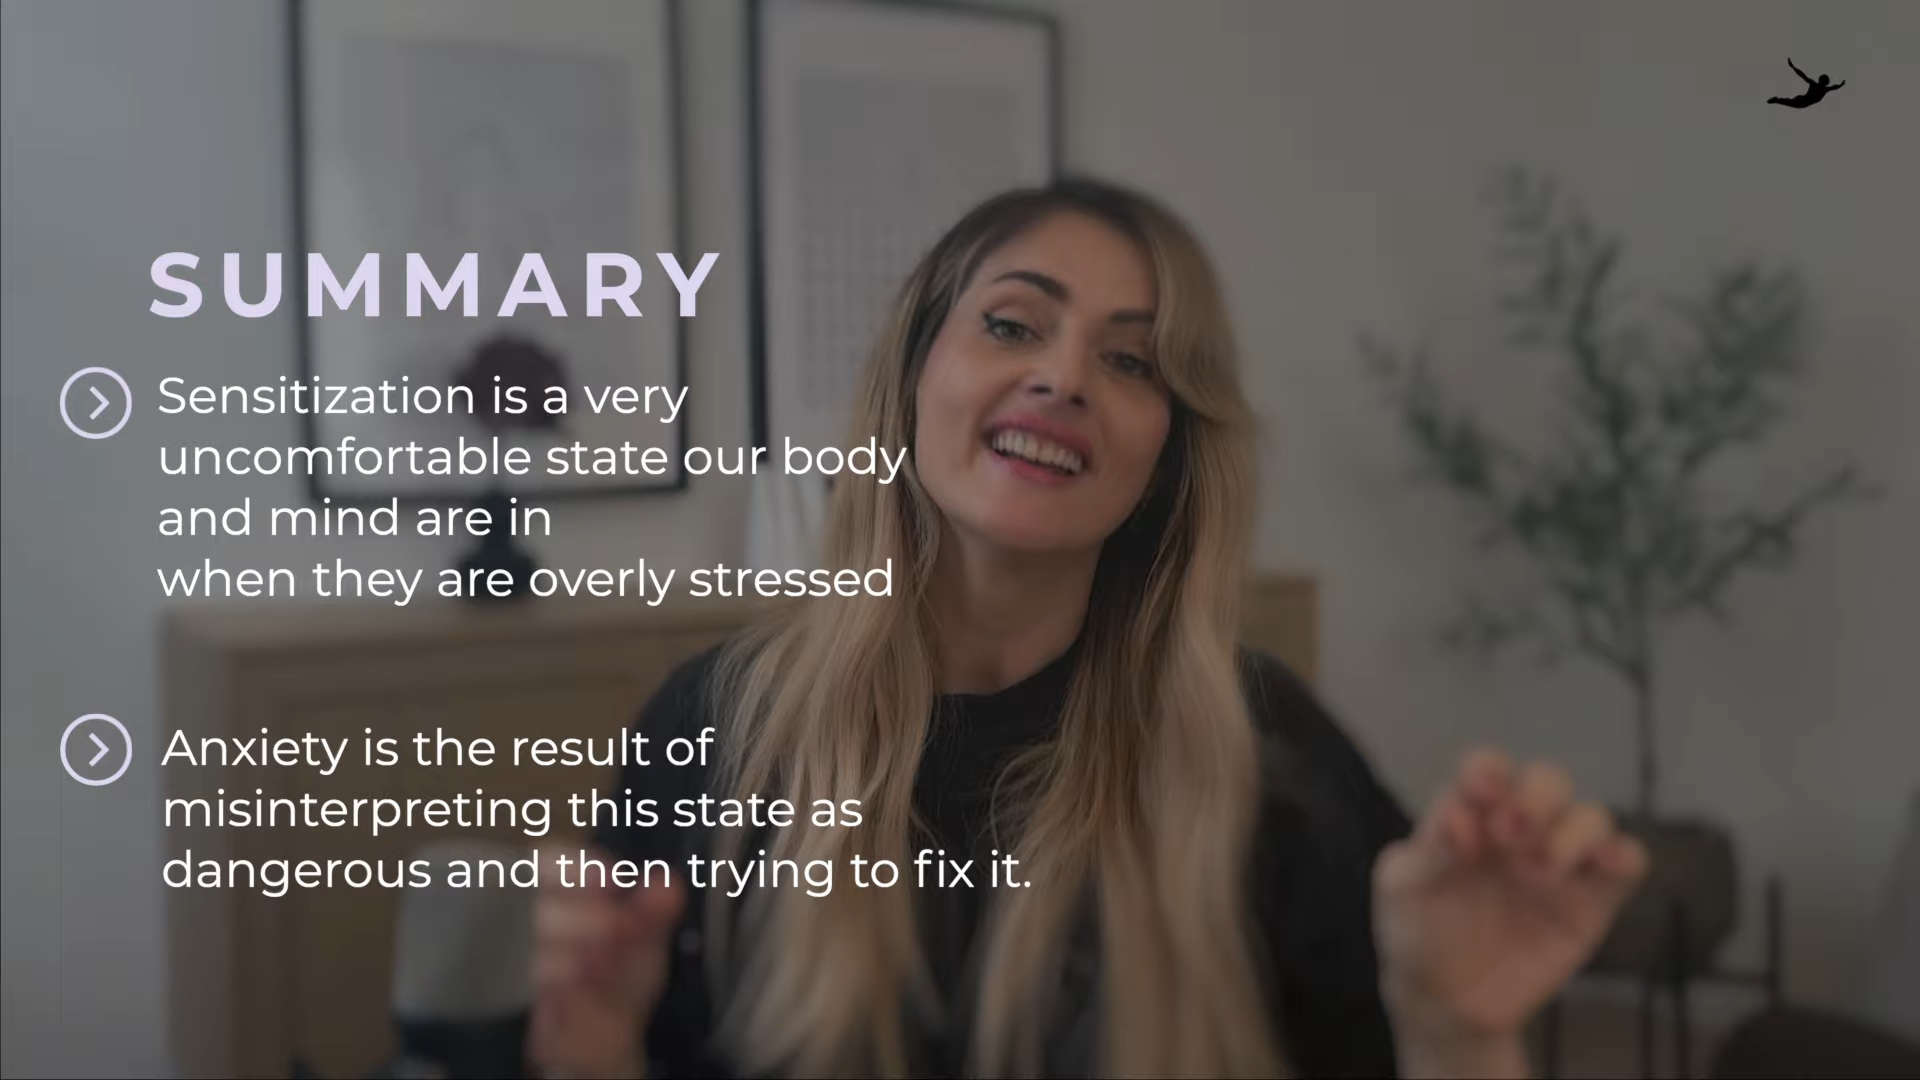 SUMMARY
Sensitization is a very
uncomfortable state our body
and mind are in
when they are overly stressed
Anxiety is the result of
misinterpreting this state as
dangerous and then trying to fix it.